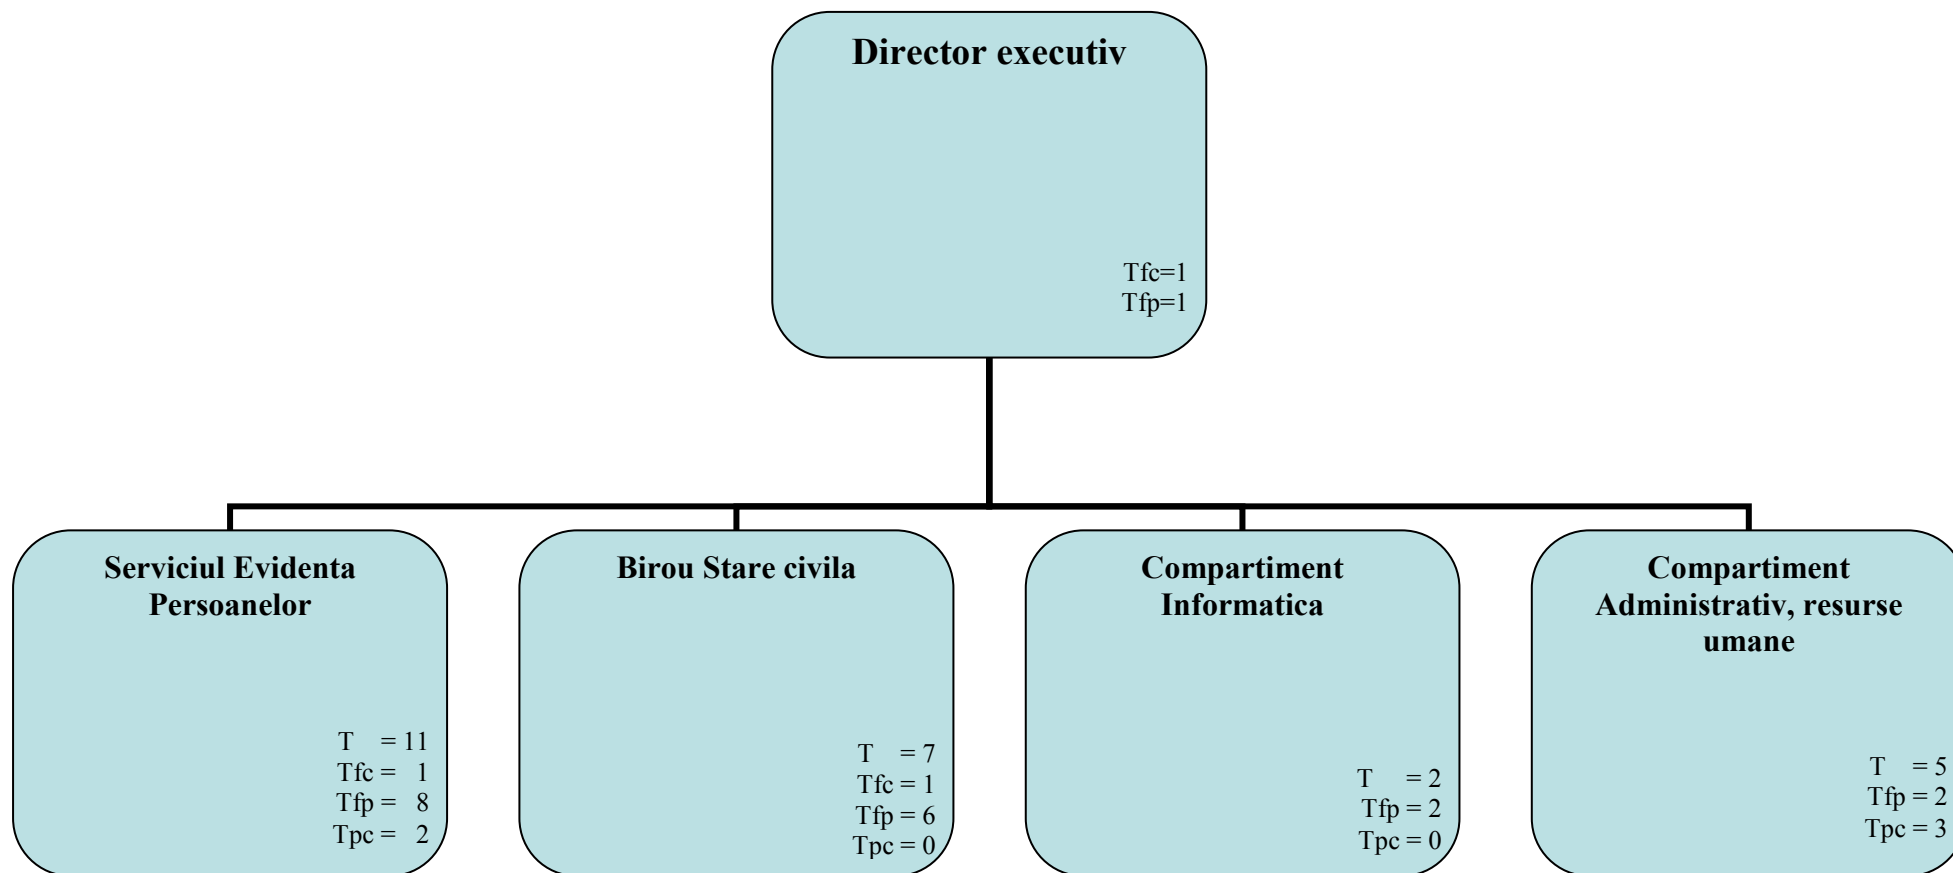 Director executiv
Tfc=1
Tfp=1
Serviciul Evidenta
Persoanelor
T = 11
Tfc = 1
Tfp = 8
Tpc = 2
Birou Stare civila
T = 7
Tfc = 1
Tfp = 6
Tpc = 0
Compartiment
Informatica
T = 2
Tfp = 2
Tpc = 0
Compartiment
Administrativ, resurse
umane
T = 5
Tfp = 2
Tpc = 3